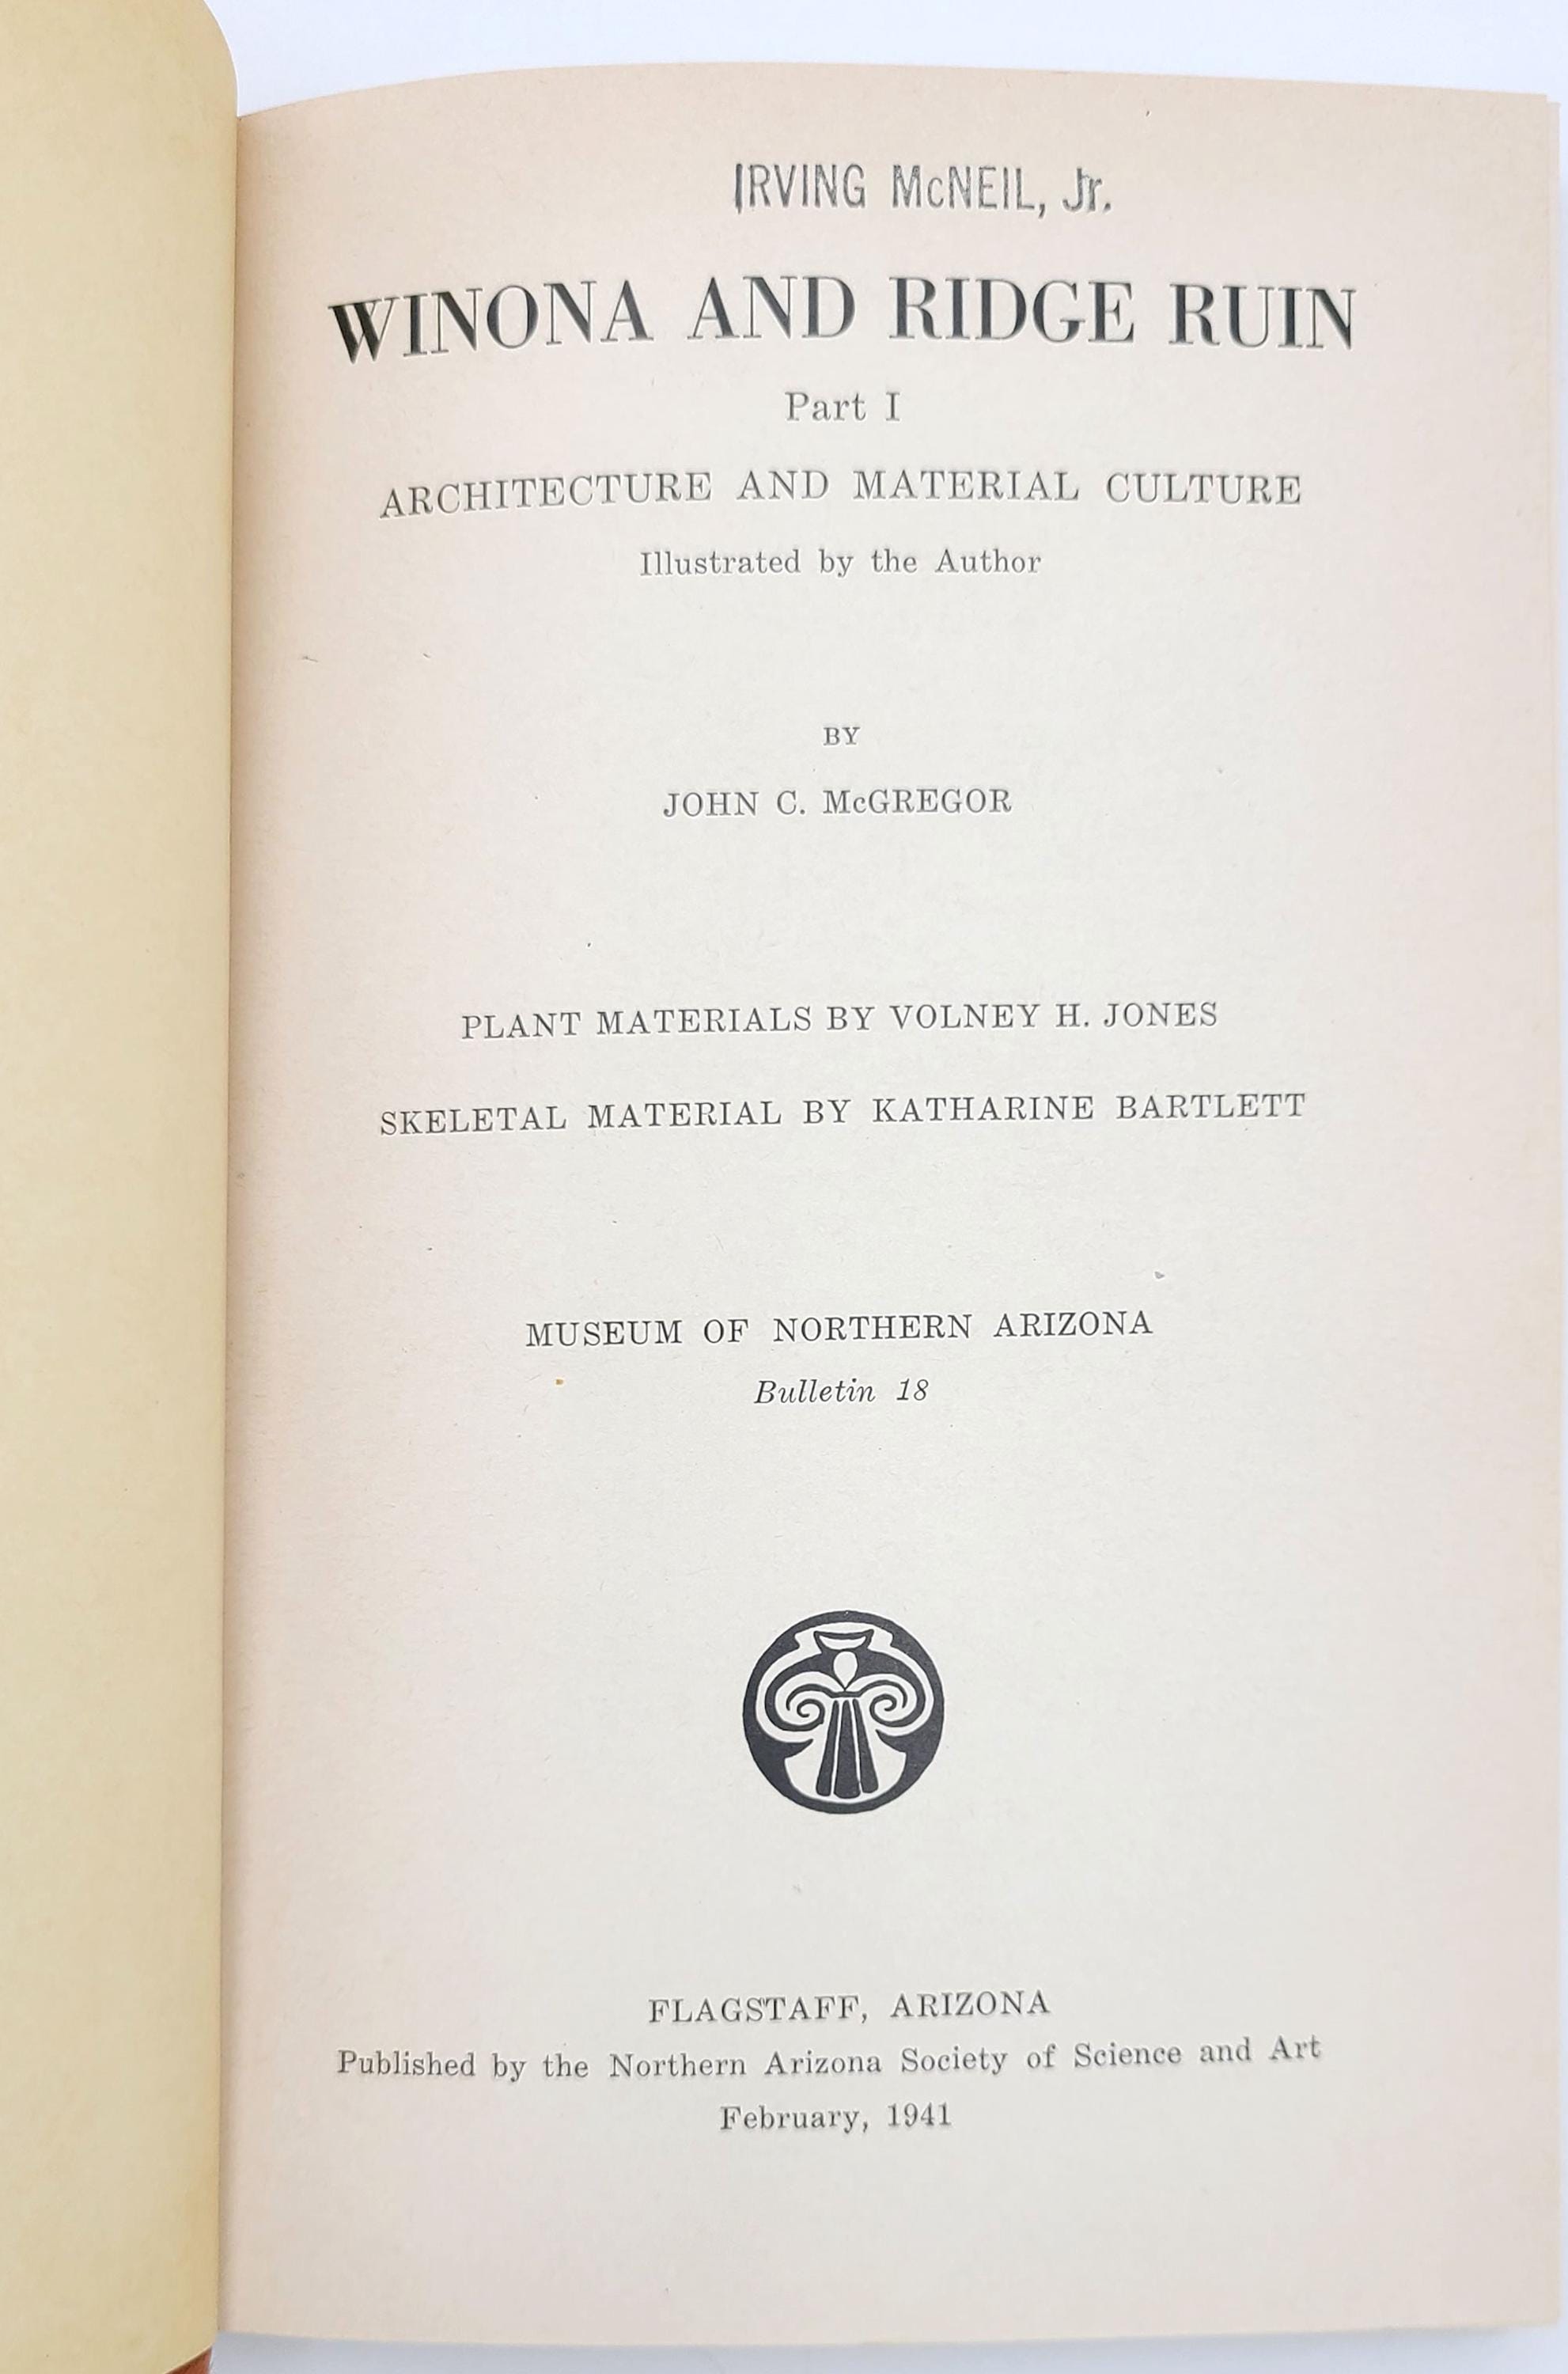 IRVING McNEIL, Jr.
WINONA AND RIDGE RUIN
Part I
ARCHITECTURE AND MATERIAL CULTURE
Illustrated by the Author
BY
JOHN C. McGREGOR
PLANT MATERIALS BY VOLNEY H. JONES
SKELETAL MATERIAL BY KATHARINE BARTLETT
MUSEUM OF NORTHERN ARIZONA
Bulletin 18
FLAGSTAFF, ARIZONA
Published by the Northern Arizona Society of Science and Art
February, 1941